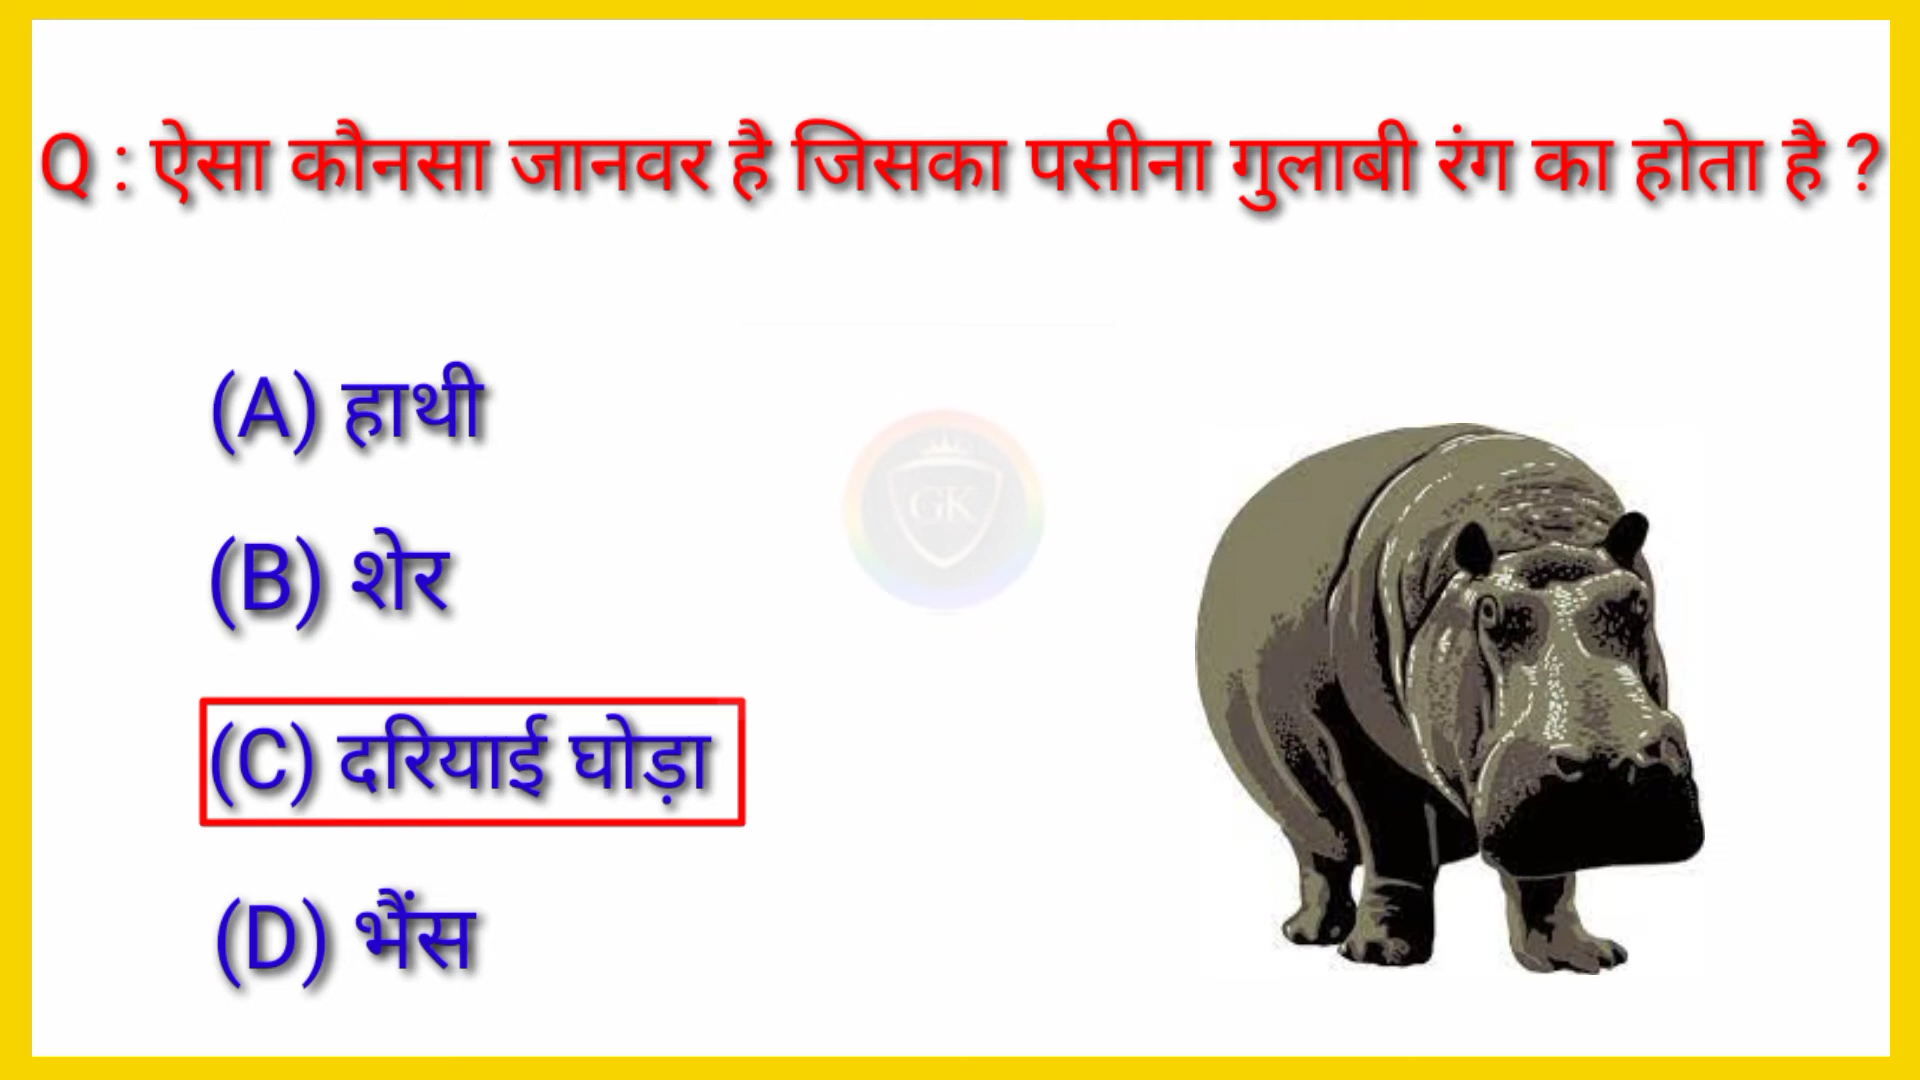 Q : ऐसा कौनसा जानवर है जिसका पसीना गुलाबी रंग का होता है ?
(A) हाथी
GK
(B) शेर
(C) दरियाई घोड़ा
(D) भैंस